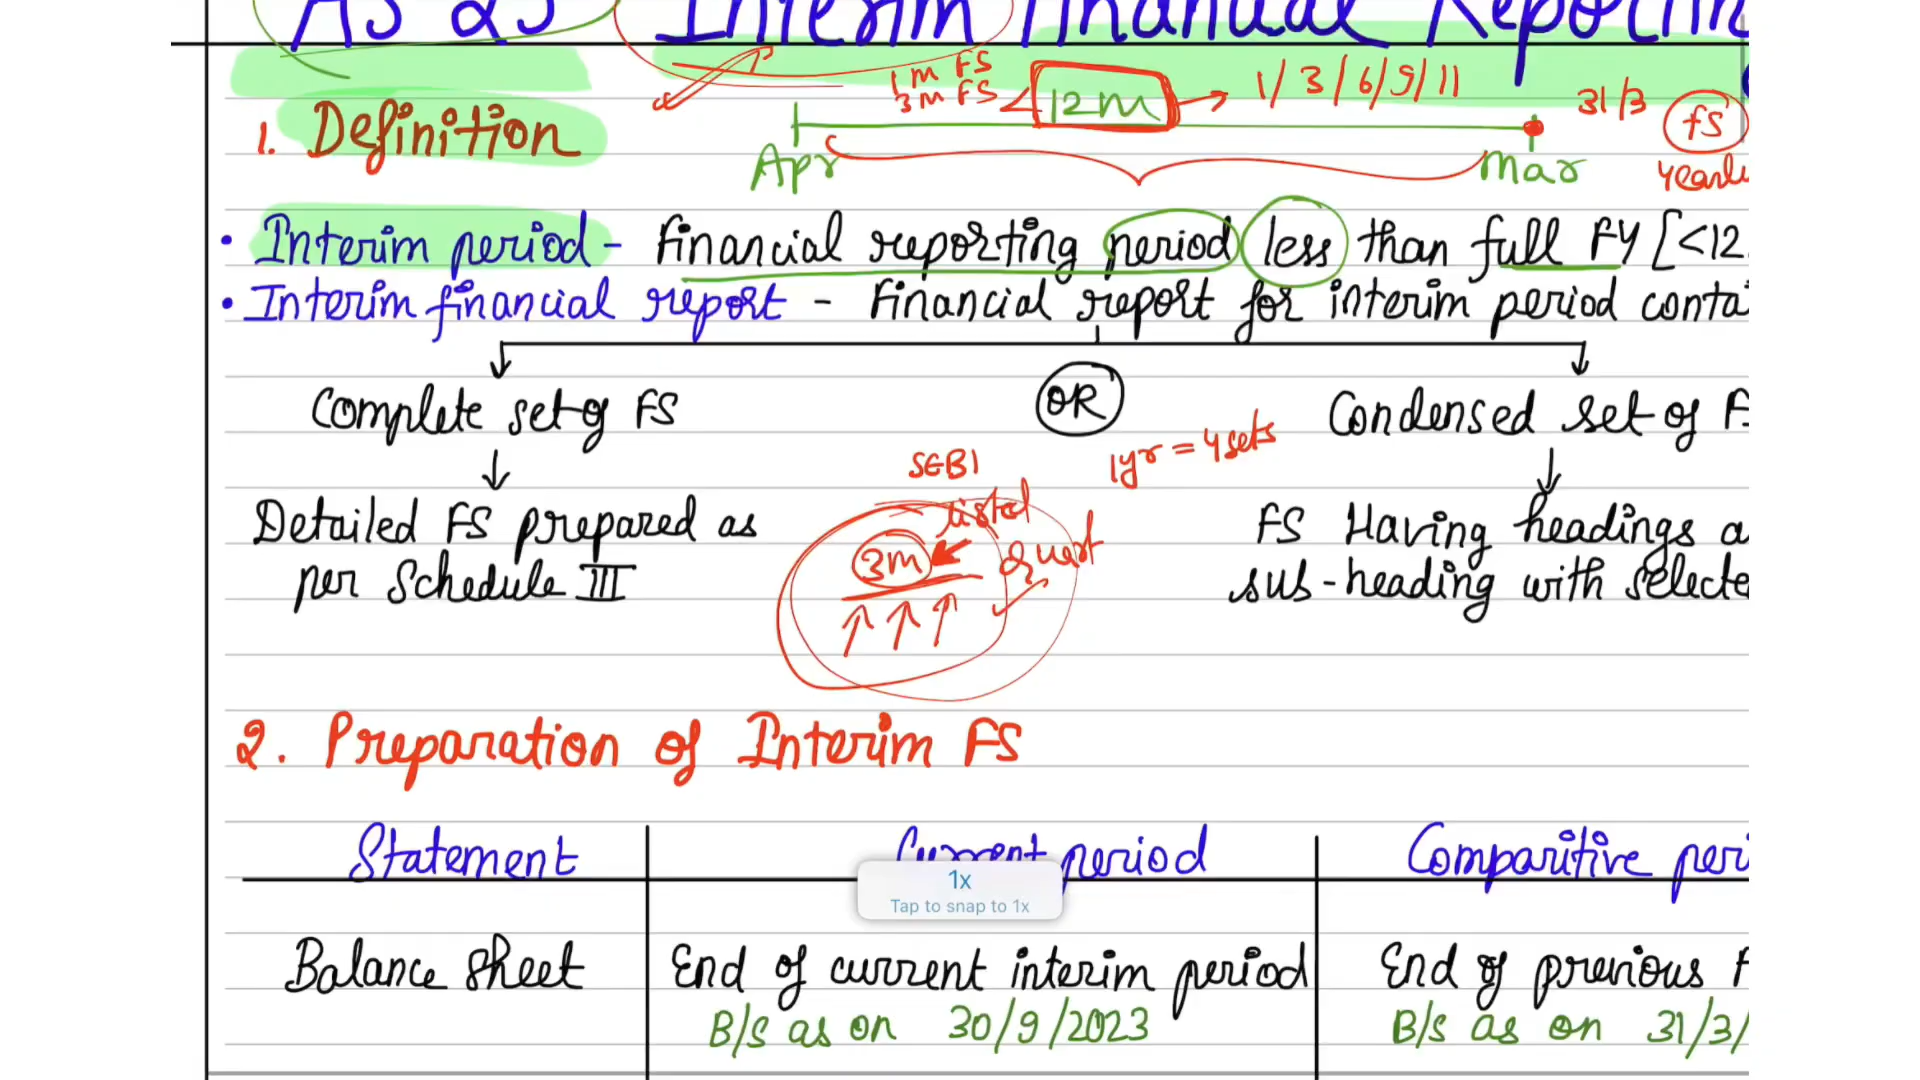 AS 25 Interim Financial Reportin
1m FS
3m FS < 12m → 1/3/6/9/11
31/3 FS
1. Definition
Apr Mar
yearl
• Interim period - Financial reporting period less than full FY [<12
• Interim financial report - Financial report for interim period conta
Complete set of FS OR Condensed set of F
1yr = 4 sets
SEBI
listed
Detailed FS prepared as
per Schedule III
3m
Quart
FS Having headings a
sub-heading with selecte
2. Preparation of Interim FS
Statement Current period Comparitive peri
1x
Tap to snap to 1x
Balance Sheet End of current interim period End of previous F
B/S as on 30/9/2023 B/S as on 31/3/